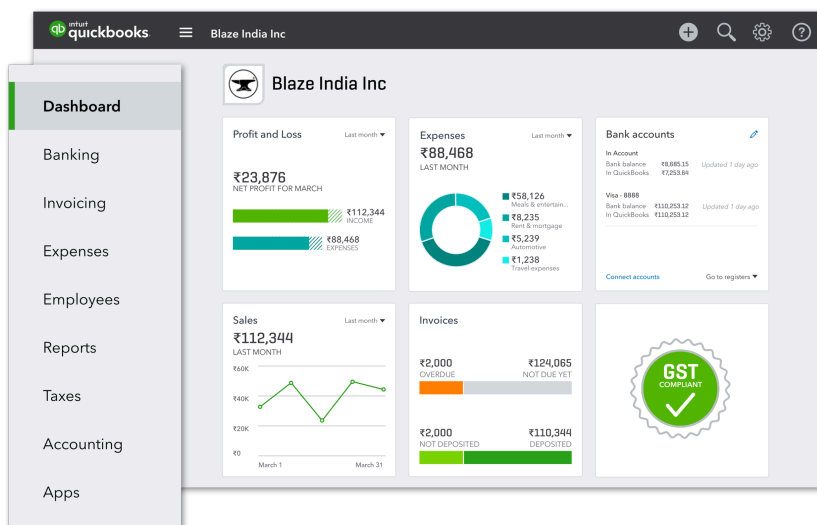 qb intuit quickbooks.
Blaze India Inc
Dashboard
Banking
Invoicing
Expenses
Employees
Reports
Taxes
Accounting
Apps
Blaze India Inc
Profit and Loss Last month
₹23,876
NET PROFIT FOR MARCH
₹112,344
INCOME
₹88,468
EXPENSES
Expenses Last month
₹88,468
LAST MONTH
₹58,126
Meals & entertain...
₹8,235
Rent & mortgage
₹5,239
Automotive
₹1,238
Travel expenses
Bank accounts
In Account
Bank balance ₹8,685.15 Updated 1 day ago
In QuickBooks ₹7,253.64
Visa - 8888
Bank balance ₹110,253.12 Updated 1 day ago
In QuickBooks ₹110,253.12
Connect accounts Go to registers
Sales Last month
₹112,344
LAST MONTH
₹60K
₹40K
₹20K
₹0
March 1 March 31
Invoices
₹2,000 ₹124,065
OVERDUE NOT DUE YET
₹2,000 ₹110,344
NOT DEPOSITED DEPOSITED
GST
COMPLIANT